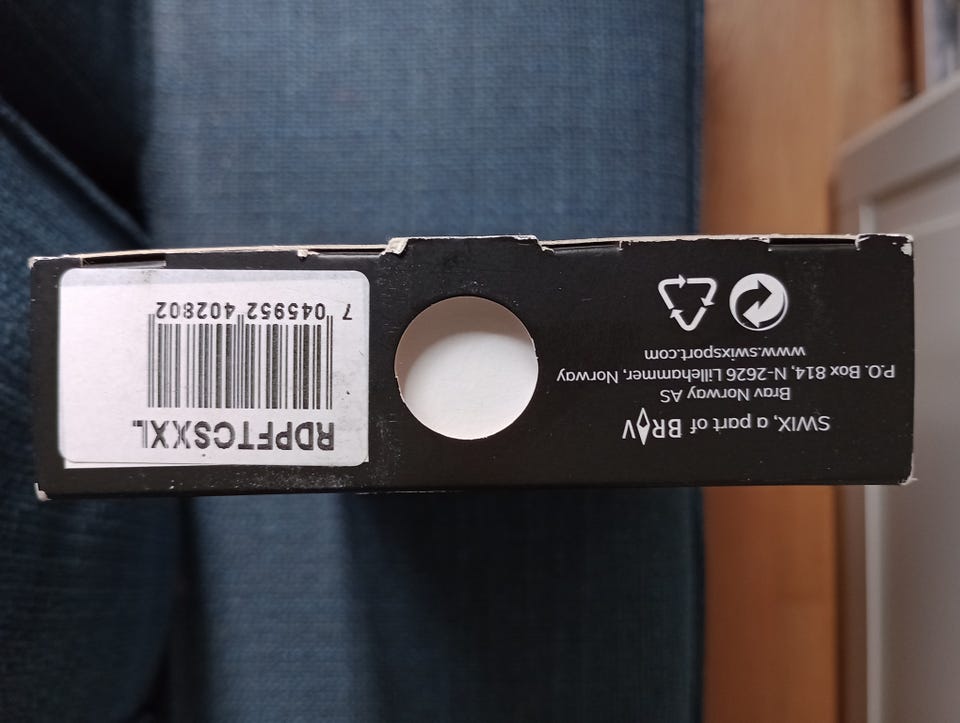 SWIX, a part of BRAV
Brav Norway AS
P.O. Box 814, N-2626 Lillehammer, Norway
www.swixsport.com
RDPFTCSXXL
7 045952 402802